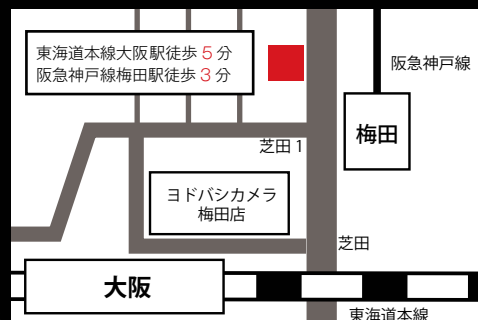 東海道本線大阪駅徒歩 5 分
阪急神戸線梅田駅徒歩 3 分
阪急神戸線
梅田
芝田 1
ヨドバシカメラ
梅田店
芝田
大阪
東海道本線